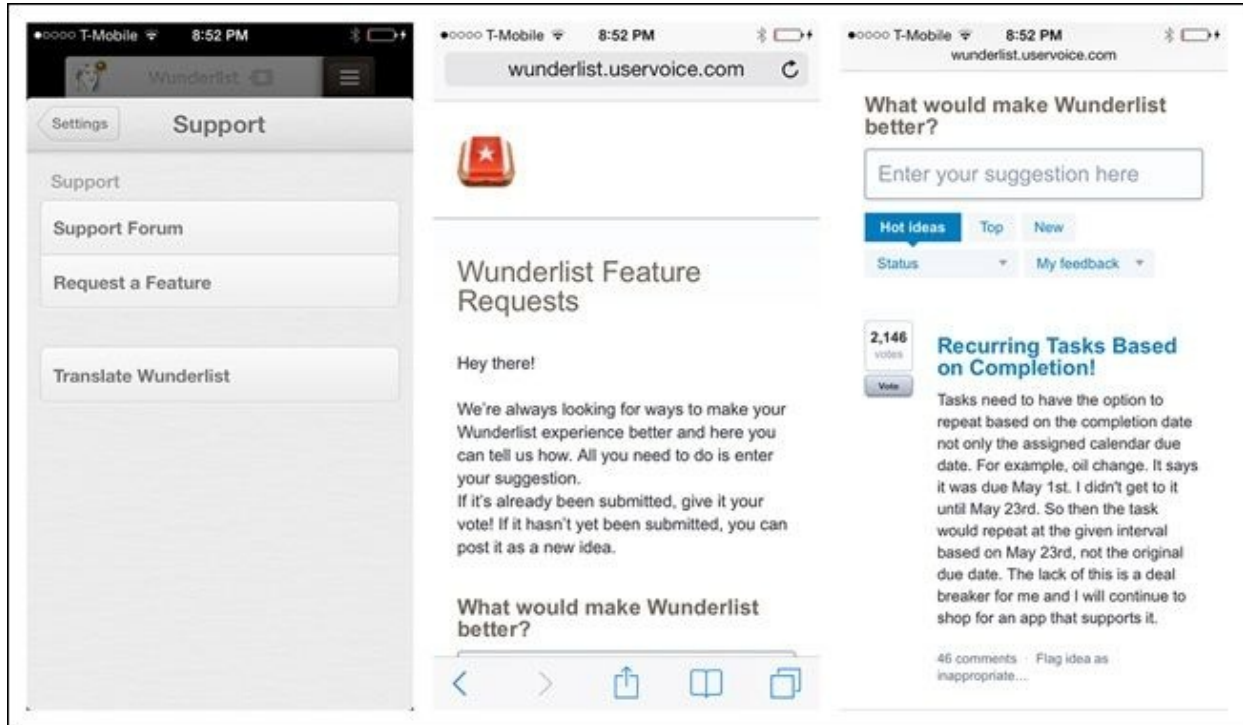 T-Mobile 8:52 PM
Wunderlist
Settings
Support
Support
Support Forum
Request a Feature
Translate Wunderlist
T-Mobile 8:52 PM
wunderlist.uservoice.com
Wunderlist Feature
Requests
Hey there!
We're always looking for ways to make your
Wunderlist experience better and here you
can tell us how. All you need to do is enter
your suggestion.
If it's already been submitted, give it your
vote! If it hasn't yet been submitted, you can
post it as a new idea.
What would make Wunderlist
better?
T-Mobile 8:52 PM
wunderlist.uservoice.com
What would make Wunderlist
better?
Enter your suggestion here
Hot ideas Top New
Status My feedback
2,146
votes
Vote
Recurring Tasks Based
on Completion!
Tasks need to have the option to
repeat based on the completion date
not only the assigned calendar due
date. For example, oil change. It says
it was due May 1st. I didn't get to it
until May 23rd. So then the task
would repeat at the given interval
based on May 23rd, not the original
due date. The lack of this is a deal
breaker for me and I will continue to
shop for an app that supports it.
46 comments · Flag idea as
inappropriate...